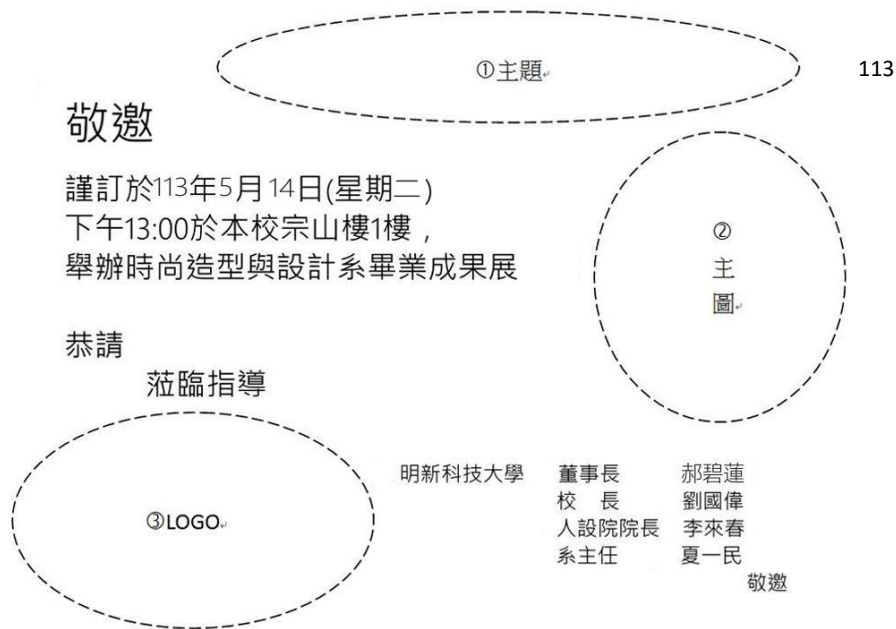 ①主題
113
敬邀
謹訂於113年5月14日(星期二)
下午13:00於本校宗山樓1樓，
舉辦時尚造型與設計系畢業成果展
②
主
圖
恭請
蒞臨指導
③LOGO
明新科技大學 董事長 郝碧蓮
校 長 劉國偉
人設院院長 李來春
系主任 夏一民
敬邀